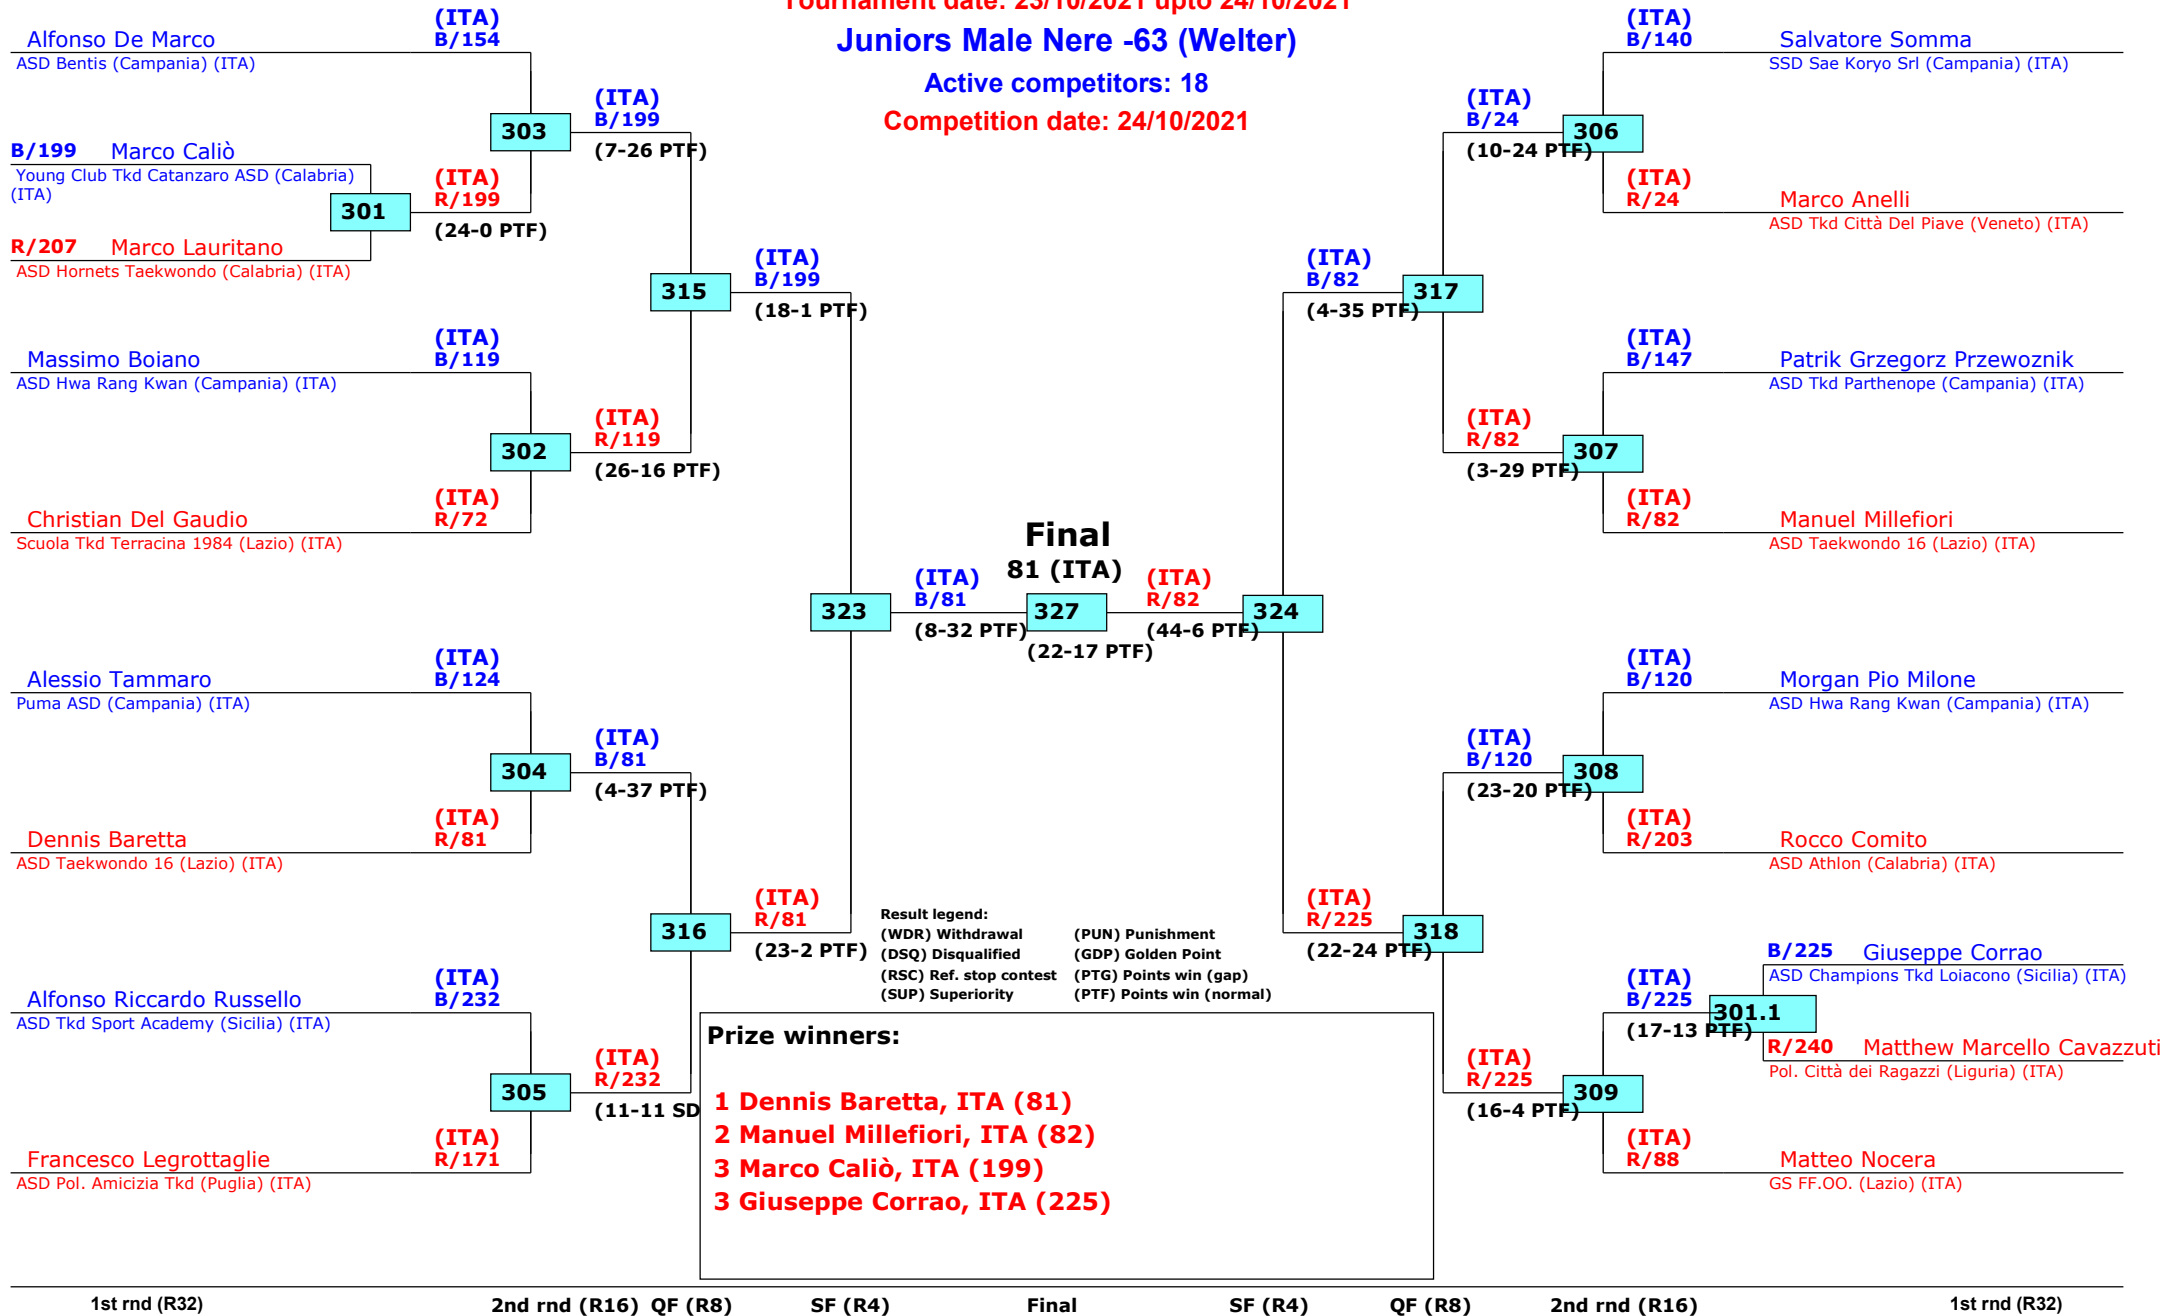 Tournament date: 23/10/2021 upto 24/10/2021
Juniors Male Nere -63 (Welter)
Active competitors: 18
Competition date: 24/10/2021
Alfonso De Marco
ASD Bentis (Campania) (ITA)
(ITA)
B/154
B/199 Marco Caliò
Young Club Tkd Catanzaro ASD (Calabria)
(ITA)
R/207 Marco Lauritano
ASD Hornets Taekwondo (Calabria) (ITA)
301
(ITA)
R/199
(24-0 PTF)
303
(ITA)
B/199
(7-26 PTF)
Massimo Boiano
ASD Hwa Rang Kwan (Campania) (ITA)
(ITA)
B/119
Christian Del Gaudio
Scuola Tkd Terracina 1984 (Lazio) (ITA)
(ITA)
R/72
302
(ITA)
R/119
(26-16 PTF)
315
(ITA)
B/199
(18-1 PTF)
Alessio Tammaro
Puma ASD (Campania) (ITA)
(ITA)
B/124
Dennis Baretta
ASD Taekwondo 16 (Lazio) (ITA)
(ITA)
R/81
304
(ITA)
B/81
(4-37 PTF)
Alfonso Riccardo Russello
ASD Tkd Sport Academy (Sicilia) (ITA)
(ITA)
B/232
Francesco Legrottaglie
ASD Pol. Amicizia Tkd (Puglia) (ITA)
(ITA)
R/171
305
(ITA)
R/232
(11-11 SD
316
(ITA)
R/81
(23-2 PTF)
323
(ITA)
B/81
(8-32 PTF)
Final
81 (ITA)
327
(22-17 PTF)
(ITA)
R/82
(44-6 PTF)
324
(ITA)
B/82
(4-35 PTF)
317
(ITA)
B/24
(10-24 PTF)
306
(ITA)
B/140
Salvatore Somma
SSD Sae Koryo Srl (Campania) (ITA)
(ITA)
R/24
Marco Anelli
ASD Tkd Città Del Piave (Veneto) (ITA)
(ITA)
B/147
Patrik Grzegorz Przewoznik
ASD Tkd Parthenope (Campania) (ITA)
(ITA)
R/82
(3-29 PTF)
307
(ITA)
R/82
Manuel Millefiori
ASD Taekwondo 16 (Lazio) (ITA)
(ITA)
B/120
Morgan Pio Milone
ASD Hwa Rang Kwan (Campania) (ITA)
(ITA)
B/120
(23-20 PTF)
308
(ITA)
R/203
Rocco Comito
ASD Athlon (Calabria) (ITA)
(ITA)
R/225
(22-24 PTF)
318
B/225 Giuseppe Corrao
ASD Champions Tkd Loiacono (Sicilia) (ITA)
(ITA)
B/225
(17-13 PTF)
301.1
R/240 Matthew Marcello Cavazzuti
Pol. Città dei Ragazzi (Liguria) (ITA)
(ITA)
R/225
(16-4 PTF)
309
(ITA)
R/88
Matteo Nocera
GS FF.OO. (Lazio) (ITA)
Result legend:
(WDR) Withdrawal (PUN) Punishment
(DSQ) Disqualified (GDP) Golden Point
(RSC) Ref. stop contest (PTG) Points win (gap)
(SUP) Superiority (PTF) Points win (normal)
Prize winners:
1 Dennis Baretta, ITA (81)
2 Manuel Millefiori, ITA (82)
3 Marco Caliò, ITA (199)
3 Giuseppe Corrao, ITA (225)
1st rnd (R32) 2nd rnd (R16) QF (R8) SF (R4) Final SF (R4) QF (R8) 2nd rnd (R16) 1st rnd (R32)